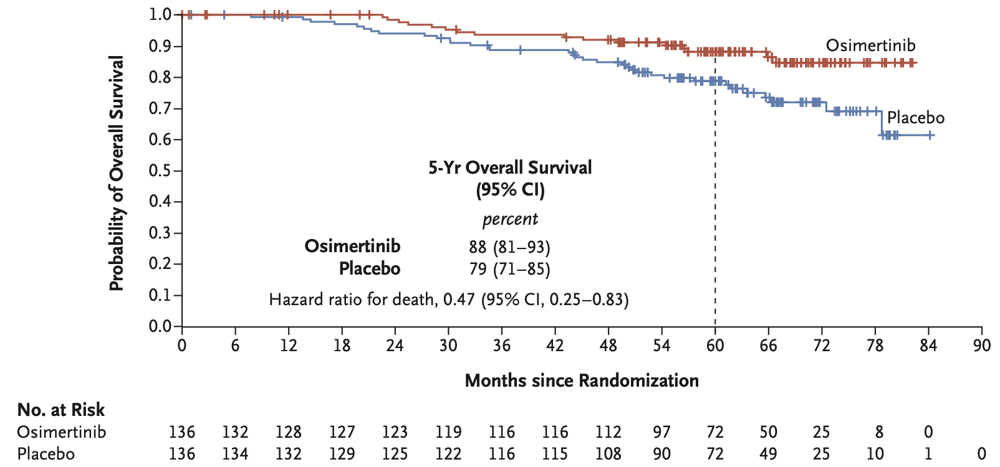 1.0
0.9
0.8
0.7
0.6
0.5
0.4
0.3
0.2
0.1
0.0
Probability of Overall Survival
Osimertinib
Placebo
5-Yr Overall Survival
(95% CI)
percent
Osimertinib 88 (81–93)
Placebo 79 (71–85)
Hazard ratio for death, 0.47 (95% CI, 0.25–0.83)
0 6 12 18 24 30 36 42 48 54 60 66 72 78 84 90
Months since Randomization
No. at Risk
Osimertinib 136 132 128 127 123 119 116 116 112 97 72 50 25 8 0
Placebo 136 134 132 129 125 122 116 115 108 90 72 49 25 10 1 0